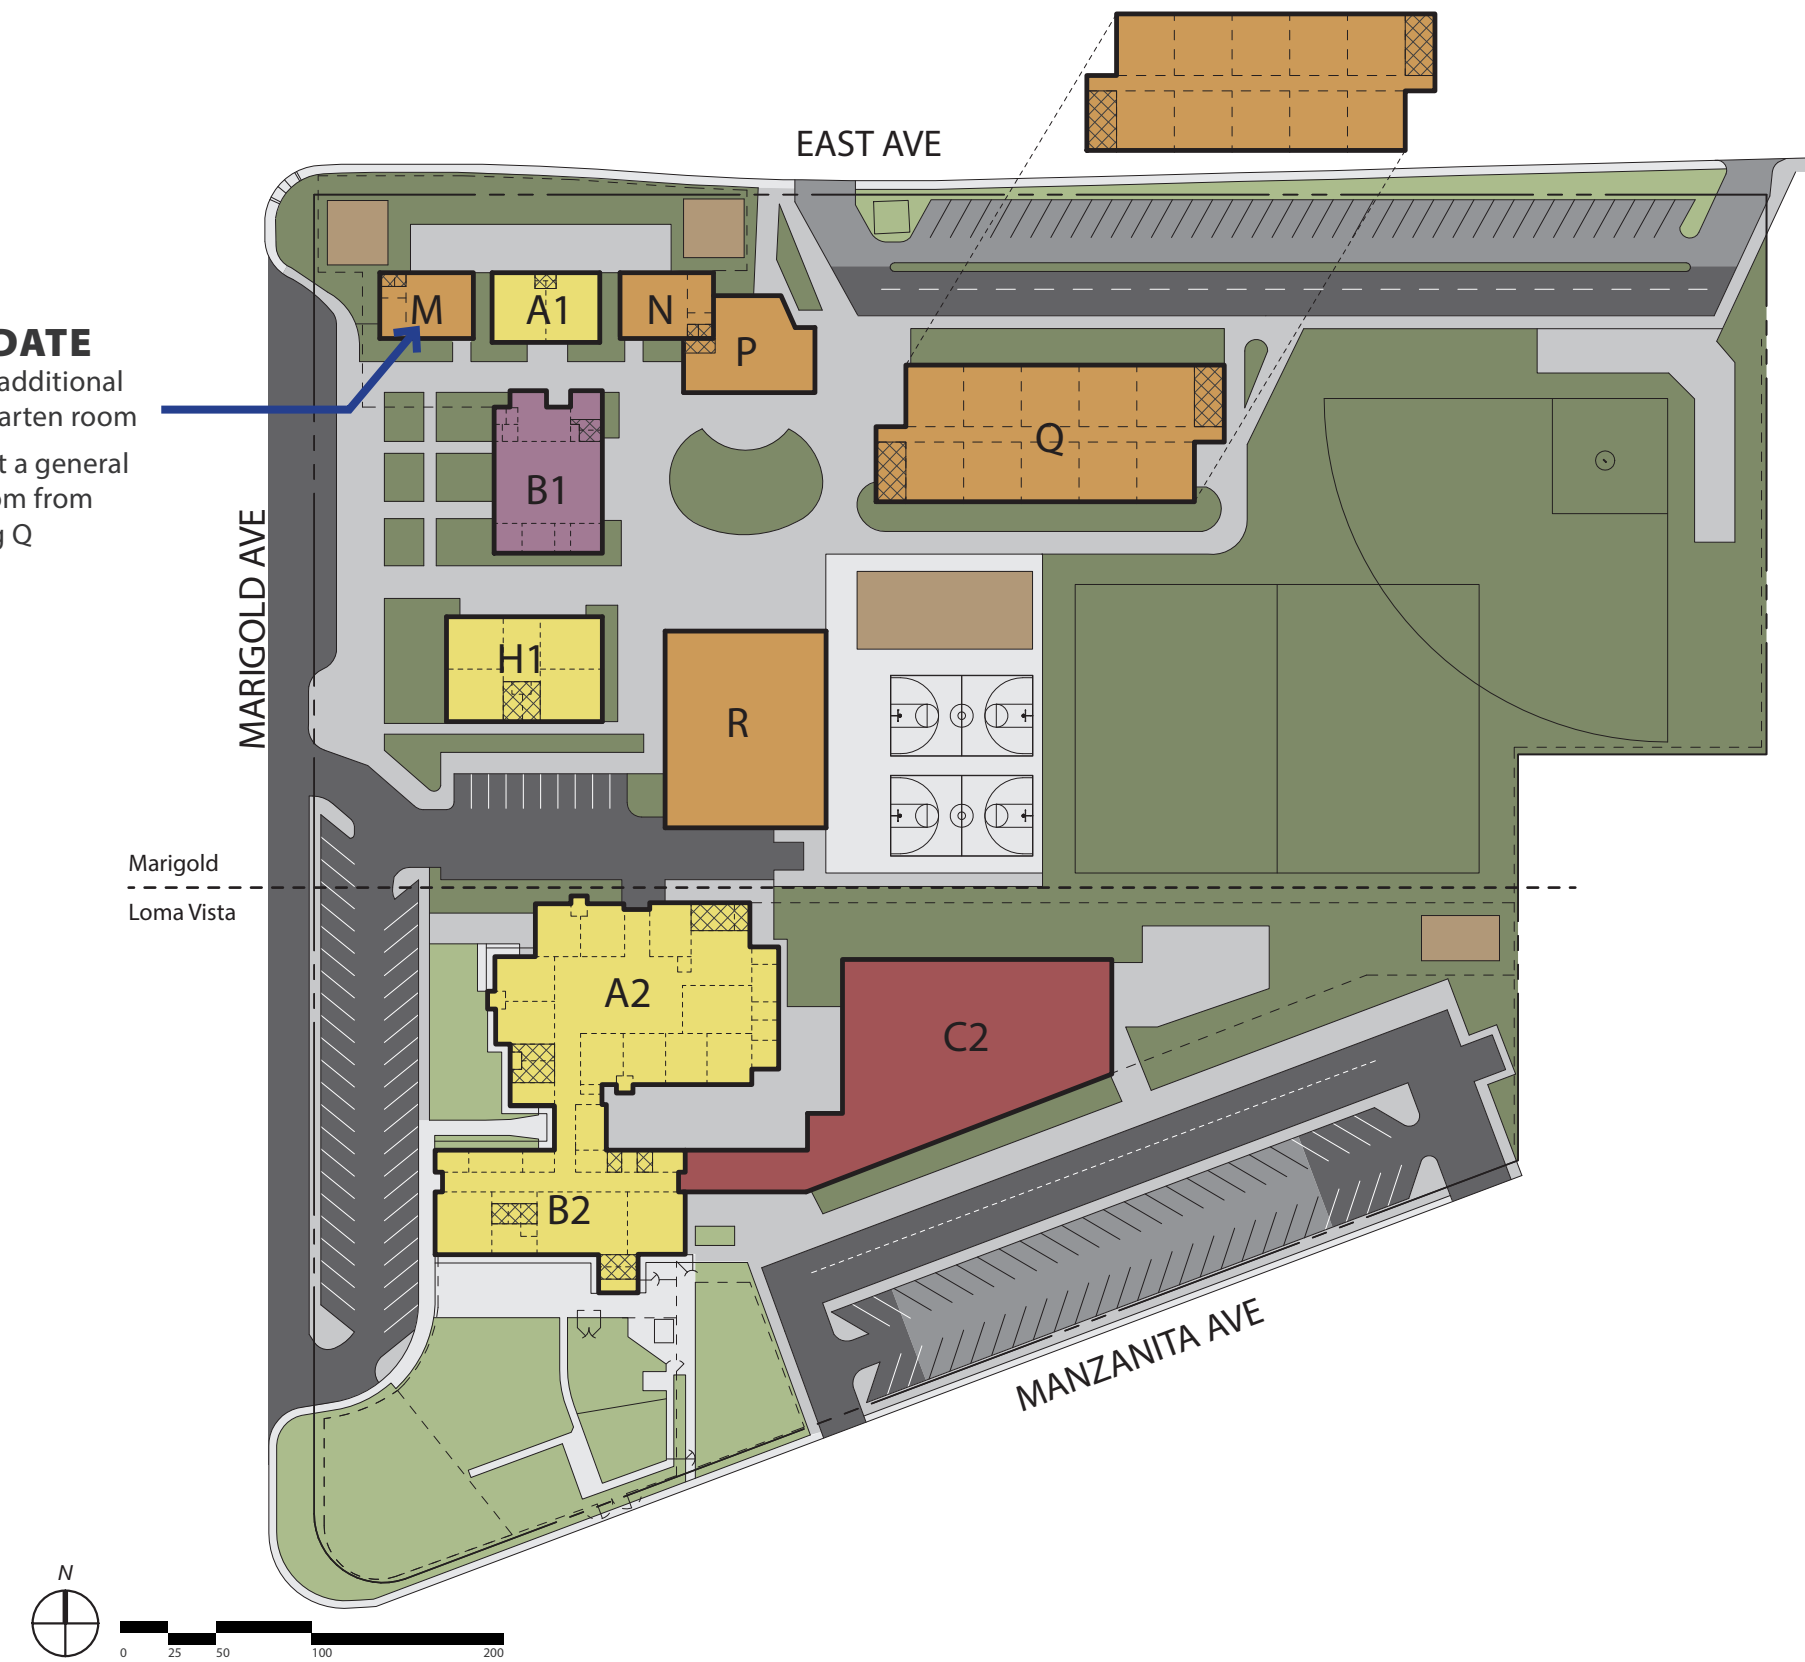 EAST AVE
DATE
additional
arten room
t a general
om from
g Q
MARIGOLD AVE
M
A1
N
P
B1
Q
H1
R
Marigold
Loma Vista
A2
C2
B2
MANZANITA AVE
N
0 25 50 100 200